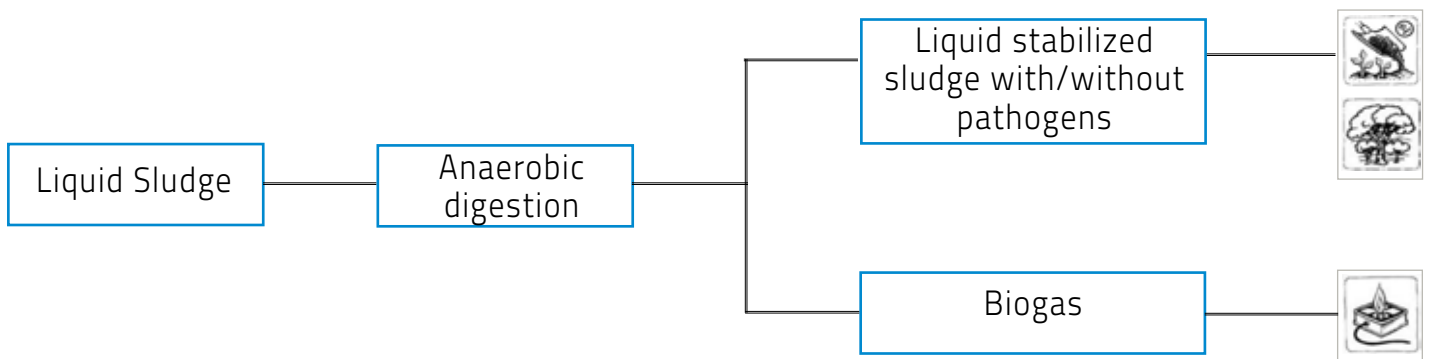 Liquid Sludge
Anaerobic
digestion
Liquid stabilized
sludge with/without
pathogens
Biogas